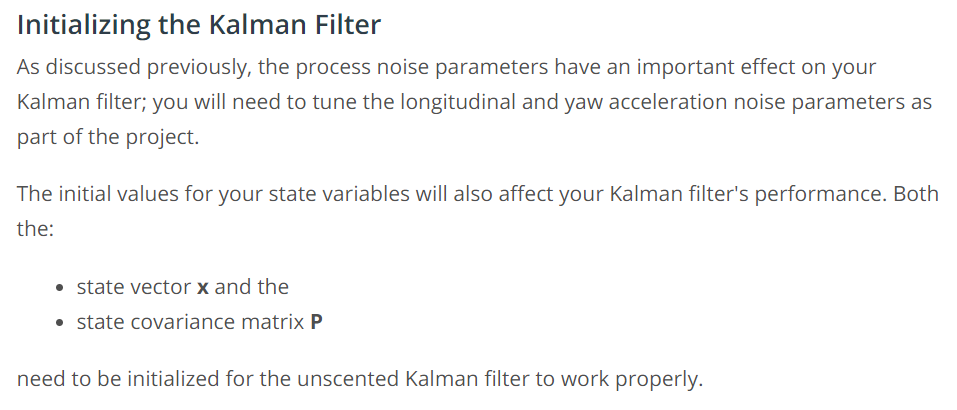 Initializing the Kalman Filter
As discussed previously, the process noise parameters have an important effect on your
Kalman filter; you will need to tune the longitudinal and yaw acceleration noise parameters as
part of the project.
The initial values for your state variables will also affect your Kalman filter's performance. Both
the:
• state vector x and the
• state covariance matrix P
need to be initialized for the unscented Kalman filter to work properly.